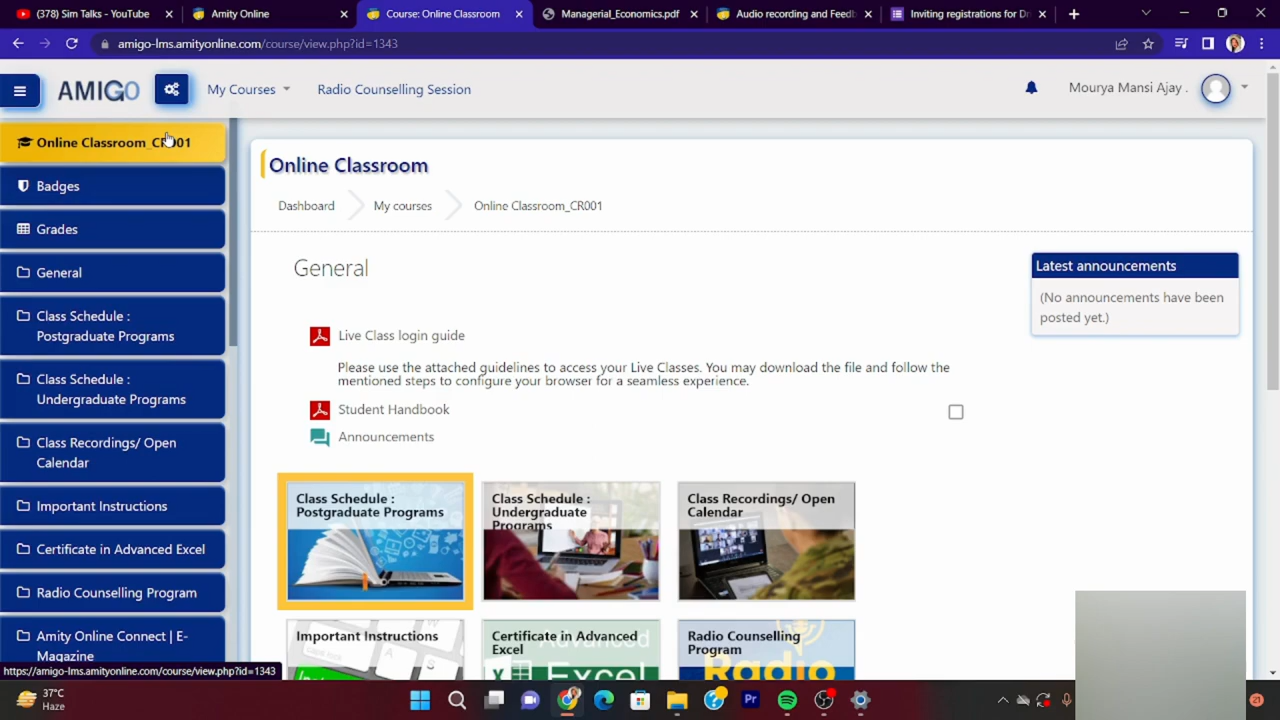 (378) Sim Talks - YouTube
Amity Online
Course: Online Classroom
Managerial_Economics.pdf
Audio recording and Feedb
Inviting registrations for Dr
amigo-lms.amityonline.com/course/view.php?id=1343
AMIGO
My Courses
Radio Counselling Session
Mourya Mansi Ajay .
Online Classroom_CR001
Badges
Grades
General
Class Schedule :
Postgraduate Programs
Class Schedule :
Undergraduate Programs
Class Recordings/ Open
Calendar
Important Instructions
Certificate in Advanced Excel
Radio Counselling Program
Amity Online Connect | E-
Magazine
Online Classroom
Dashboard
My courses
Online Classroom_CR001
General
Live Class login guide
Please use the attached guidelines to access your Live Classes. You may download the file and follow the
mentioned steps to configure your browser for a seamless experience.
Student Handbook
Announcements
Latest announcements
(No announcements have been
posted yet.)
Class Schedule :
Postgraduate Programs
Class Schedule :
Undergraduate
Programs
Class Recordings/ Open
Calendar
Important Instructions
Certificate in Advanced
Excel
Radio Counselling
Program
Advanced
Excel
Radio
https://amigo-lms.amityonline.com/course/view.php?id=1343
37°C
Haze
Pr